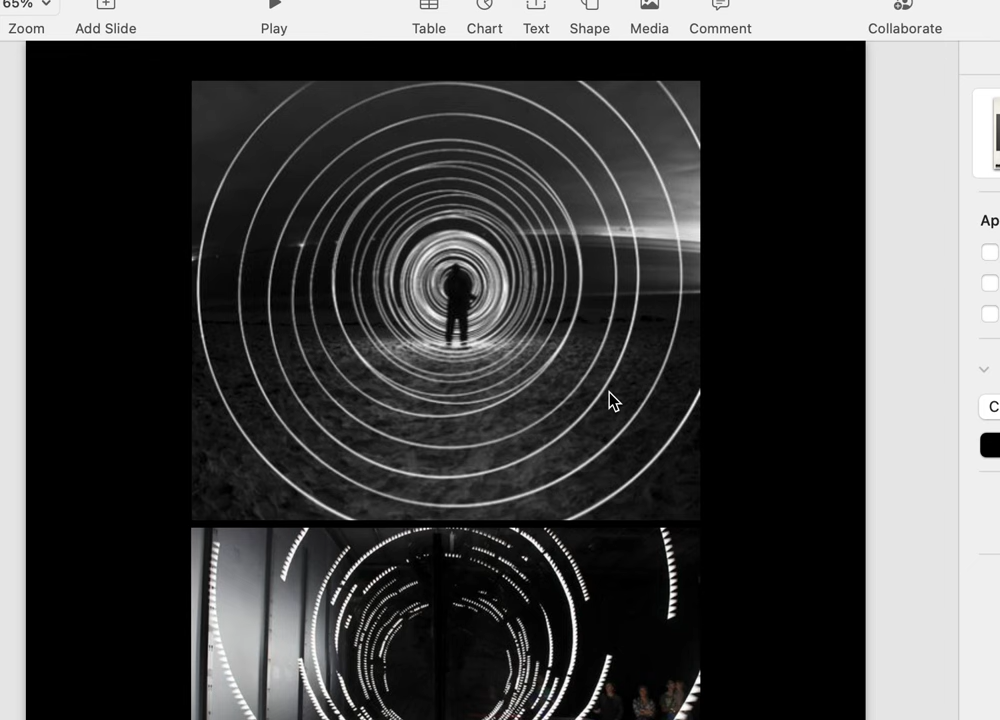 65%
Zoom
Add Slide
Play
Table
Chart
Text
Shape
Media
Comment
Collaborate
Ap
C